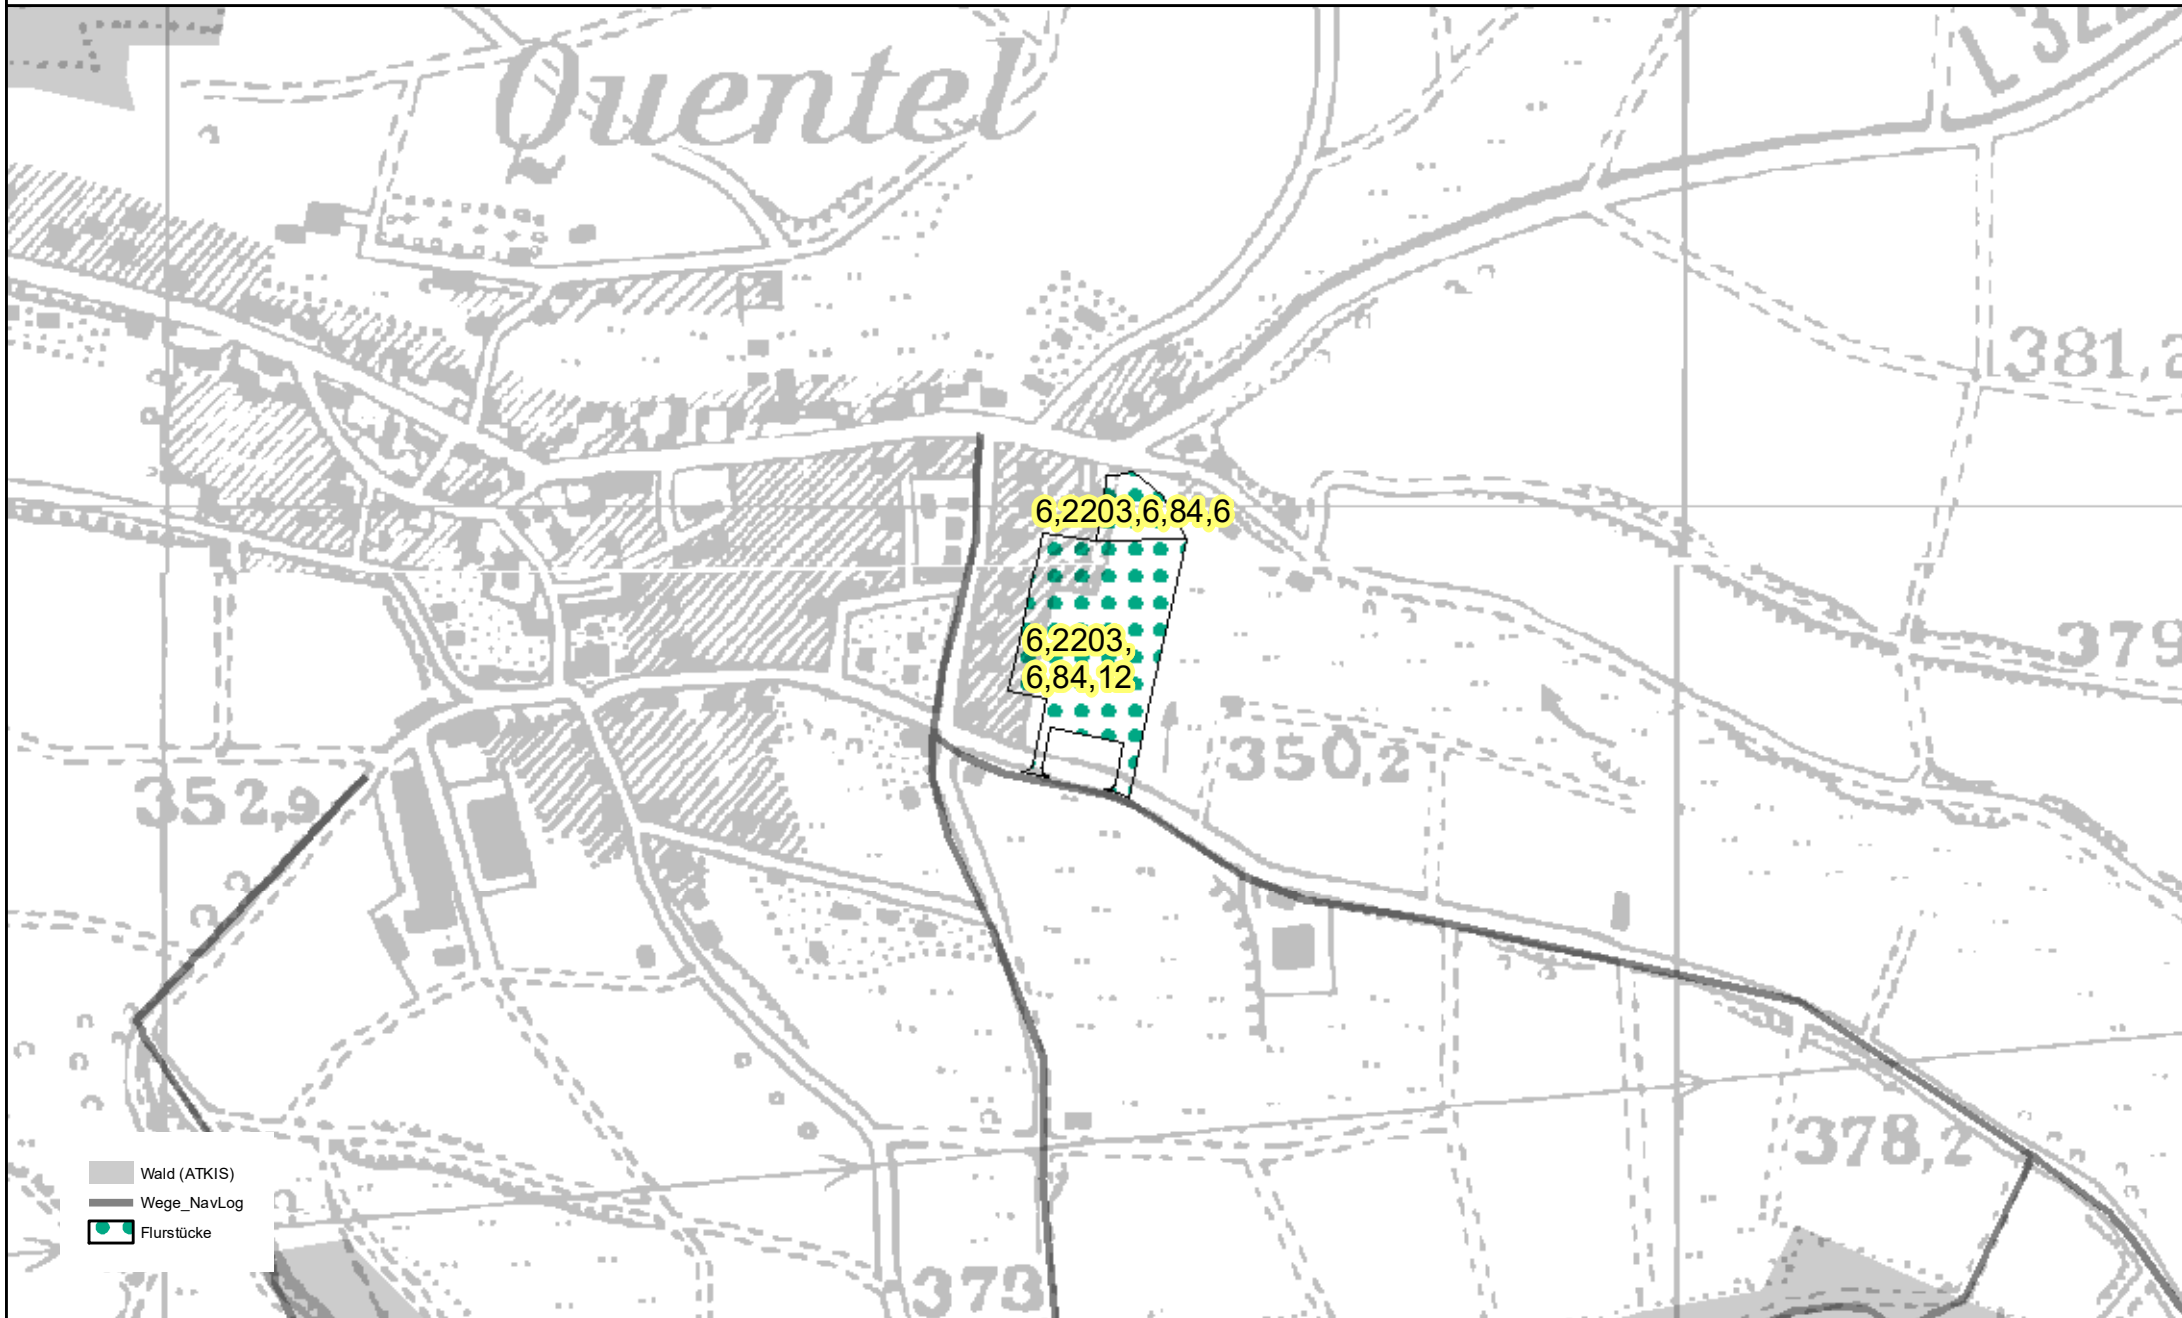 Quentel
L 32
381,2
6,2203,6,84,6
6,2203,
6,84,12
379
350,2
352,9
378,2
373
Wald (ATKIS)
Wege_NavLog
Flurstücke